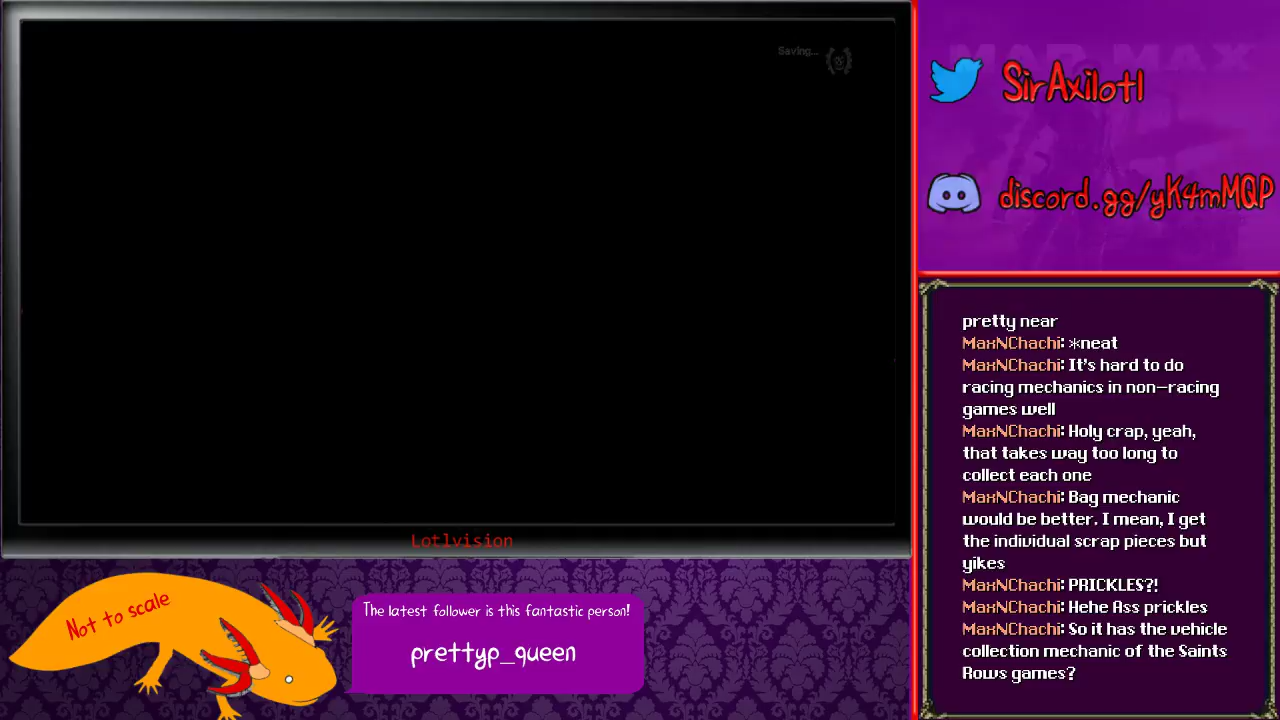 Saving...
MAD MAX
SirAxilotl
discord.gg/yK4mMQP
pretty near
MaxNChachi: *neat
MaxNChachi: It's hard to do
racing mechanics in non-racing
games well
MaxNChachi: Holy crap, yeah,
that takes way too long to
collect each one
MaxNChachi: Bag mechanic
would be better. I mean, I get
the individual scrap pieces but
yikes
MaxNChachi: PRICKLES?!
MaxNChachi: Hehe Ass prickles
MaxNChachi: So it has the vehicle
collection mechanic of the Saints
Rows games?
Lotlvision
Not to scale
The latest follower is this fantastic person!
prettyp_queen